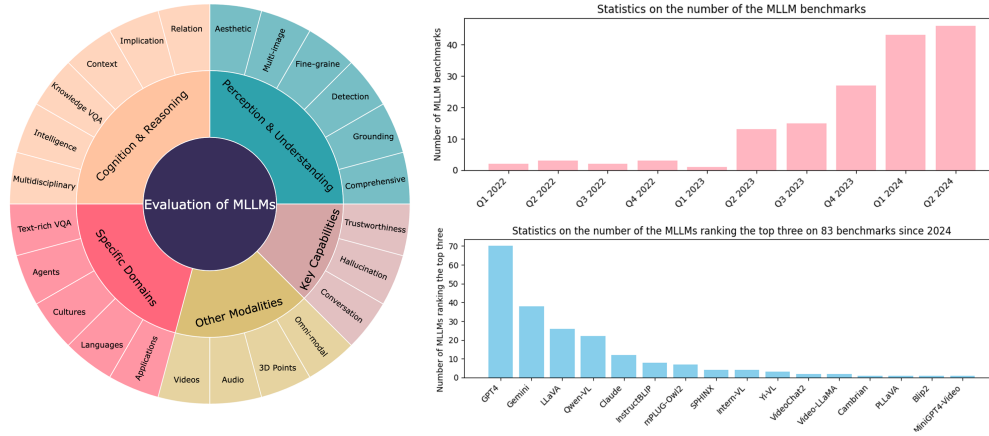 Evaluation of MLLMs
Cognition & Reasoning
Perception & Understanding
Key Capabilities
Other Modalities
Specific Domains
Relation
Implication
Context
Knowledge VQA
Intelligence
Multidisciplinary
Aesthetic
Multi-image
Fine-graine
Detection
Grounding
Comprehensive
Trustworthiness
Hallucination
Conversation
Omni-modal
3D Points
Audio
Videos
Applications
Languages
Cultures
Agents
Text-rich VQA
Statistics on the number of the MLLM benchmarks
Number of MLLM benchmarks
40
30
20
10
0
Q1 2022
Q2 2022
Q3 2022
Q4 2022
Q1 2023
Q2 2023
Q3 2023
Q4 2023
Q1 2024
Q2 2024
Statistics on the number of the MLLMs ranking the top three on 83 benchmarks since 2024
Number of MLLMs ranking the top three
70
60
50
40
30
20
10
0
GPT4
Gemini
LLaVA
Qwen-VL
Claude
InstructBLIP
mPLUG-Owl2
SPHINX
Intern-VL
Yi-VL
VideoChat2
Video-LLaMA
Cambrian
PLLaVA
Blip2
MiniGPT4-Video